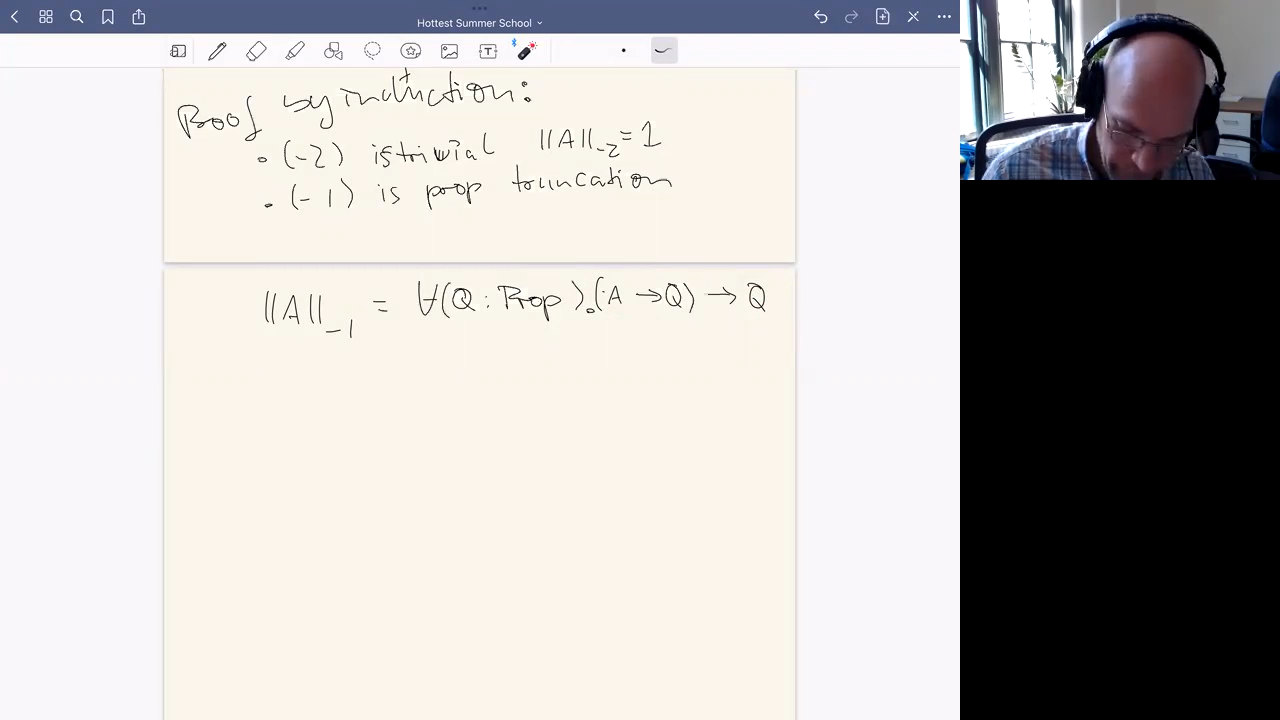 Hottest Summer School
Proof by induction:
• (-2) is trivial ||A||₋₂ = 1
• (-1) is prop truncation
||A||₋₁ = ∀(Q : Prop).(A → Q) → Q